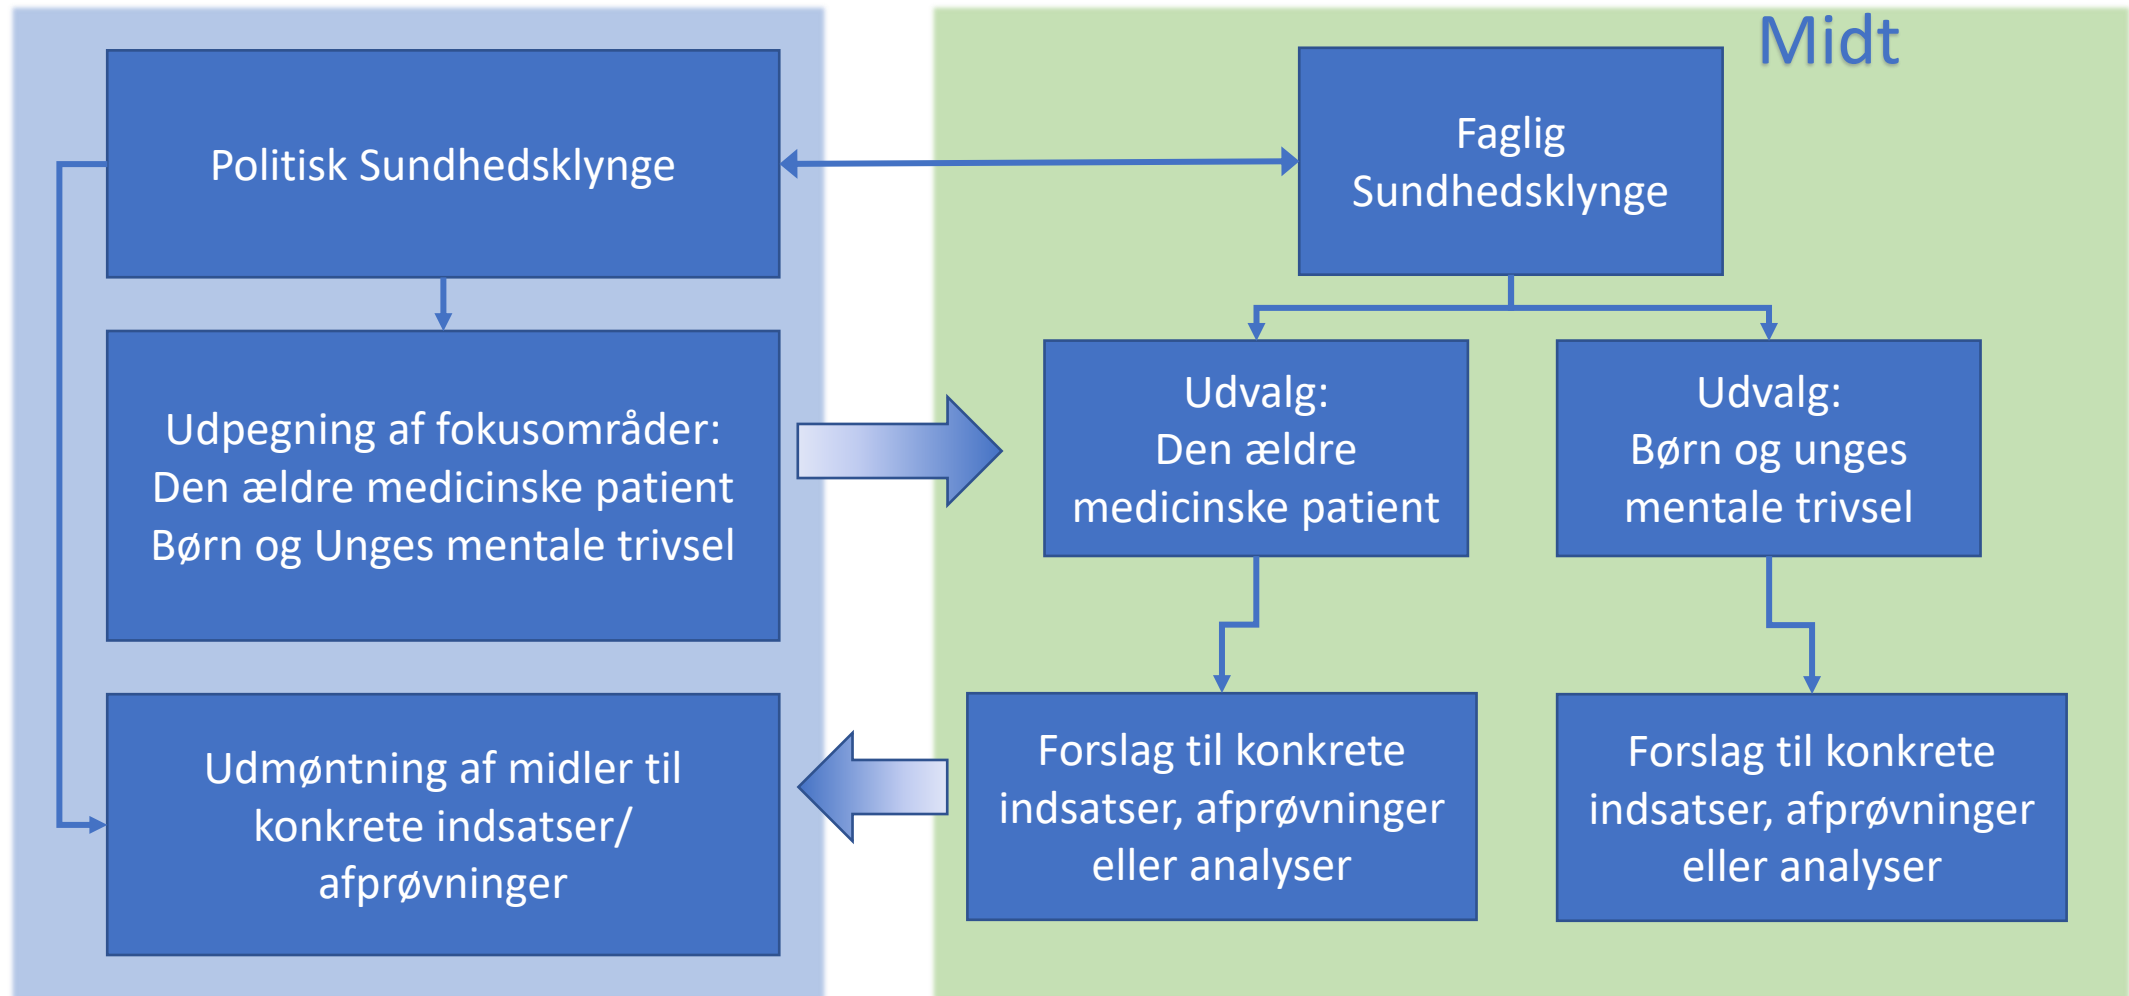 Midt
Politisk Sundhedsklynge
Faglig
Sundhedsklynge
Udpegning af fokusområder:
Den ældre medicinske patient
Børn og Unges mentale trivsel
Udvalg:
Den ældre
medicinske patient
Udvalg:
Børn og unges
mentale trivsel
Udmøntning af midler til
konkrete indsatser/
afprøvninger
Forslag til konkrete
indsatser, afprøvninger
eller analyser
Forslag til konkrete
indsatser, afprøvninger
eller analyser